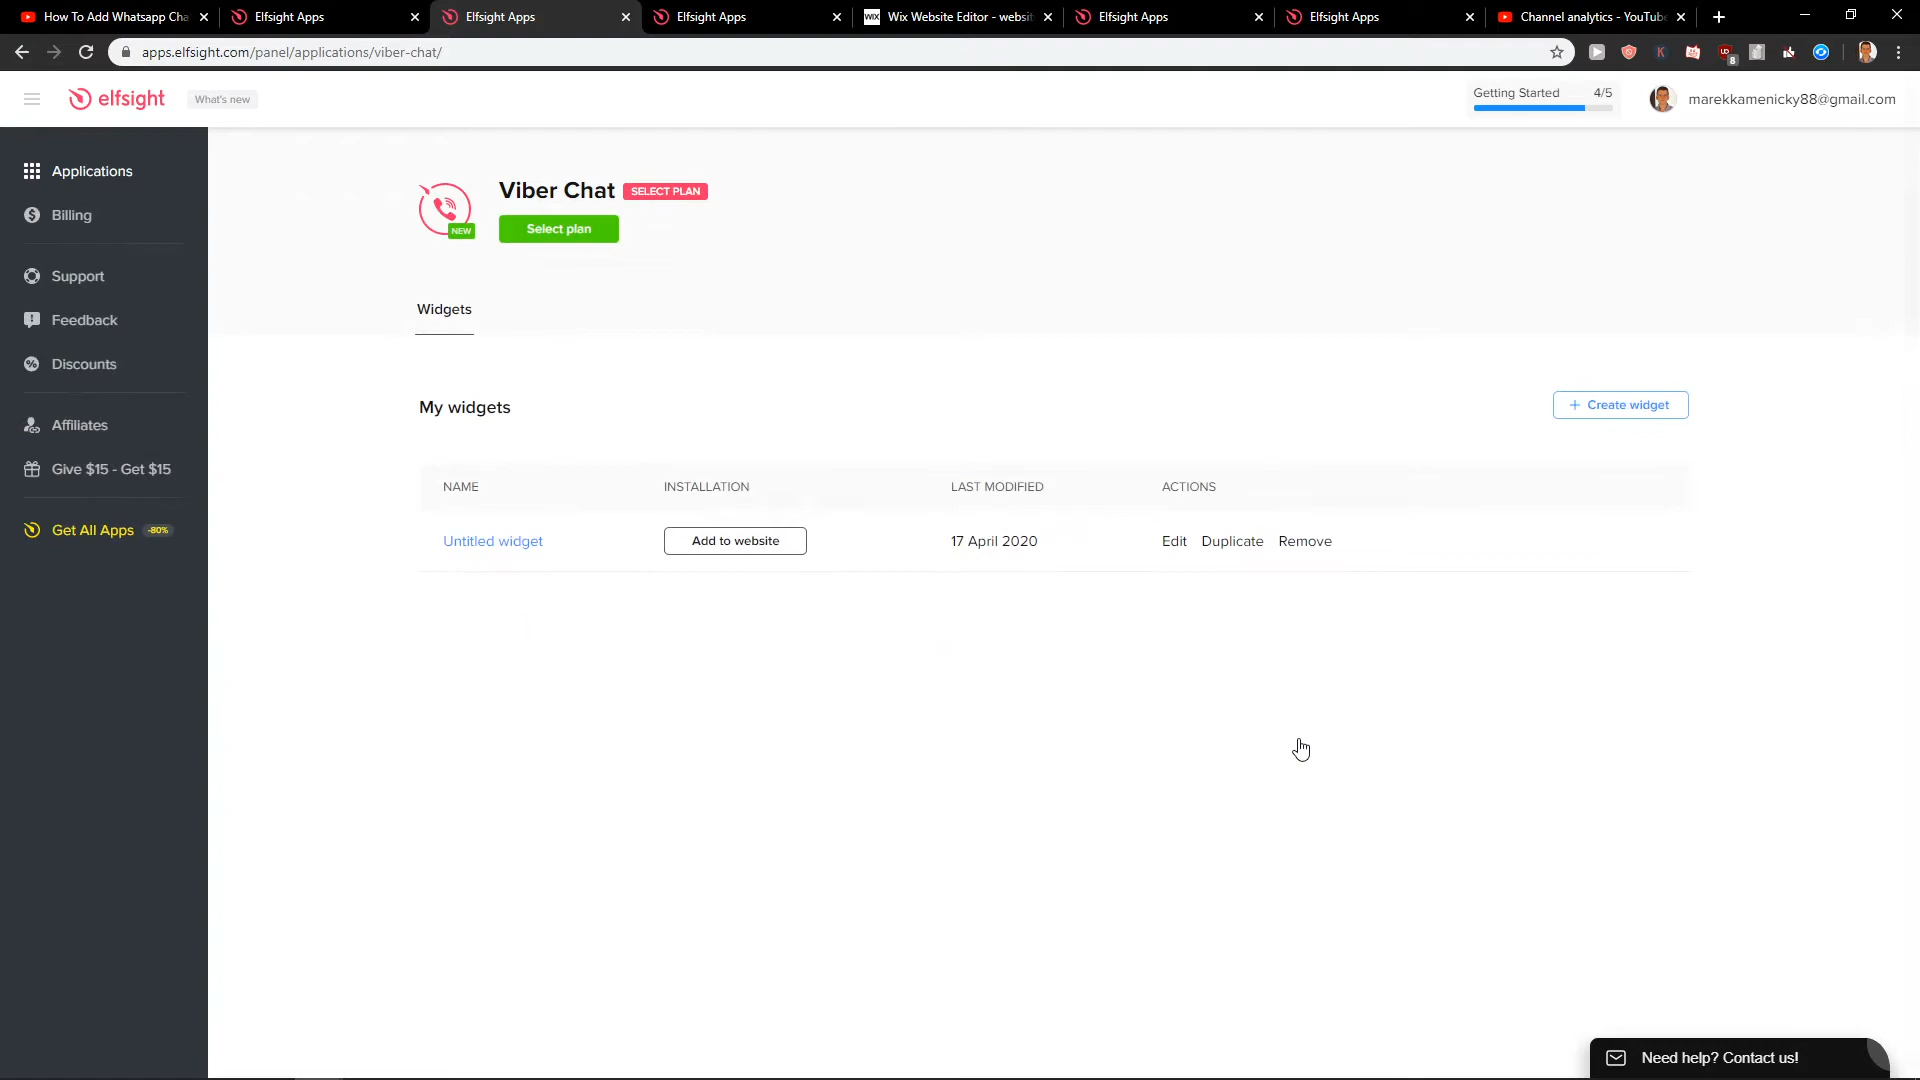 How To Add Whatsapp Cha
Elfsight Apps
Elfsight Apps
Elfsight Apps
WIX Wix Website Editor - websit
Elfsight Apps
Elfsight Apps
Channel analytics - YouTube
apps.elfsight.com/panel/applications/viber-chat/
K
8
elfsight
What's new
Getting Started 4/5
marekkamenicky88@gmail.com
Applications
Billing
Support
Feedback
Discounts
Affiliates
Give $15 - Get $15
Get All Apps -80%
NEW
Viber Chat SELECT PLAN
Select plan
Widgets
My widgets
+ Create widget
NAME INSTALLATION LAST MODIFIED ACTIONS
Untitled widget Add to website 17 April 2020 Edit Duplicate Remove
Need help? Contact us!